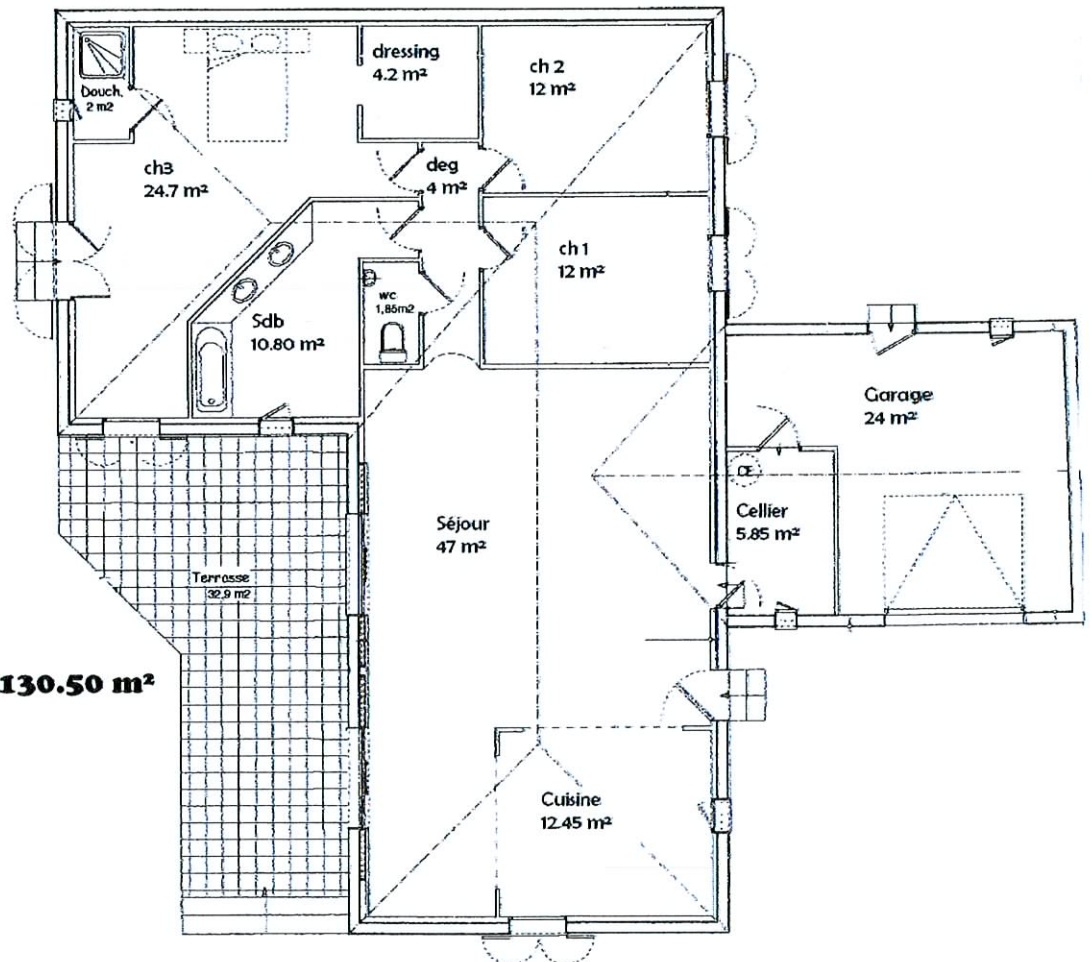 dressing
4.2 m²
ch 2
12 m²
Douch.
2 m2
ch3
24.7 m²
deg
4 m²
ch 1
12 m²
wc
1,85m2
Sdb
10.80 m²
Garage
24 m²
CE
Cellier
5.85 m²
Séjour
47 m²
Terrasse
32,9 m2
130.50 m²
Cuisine
12.45 m²